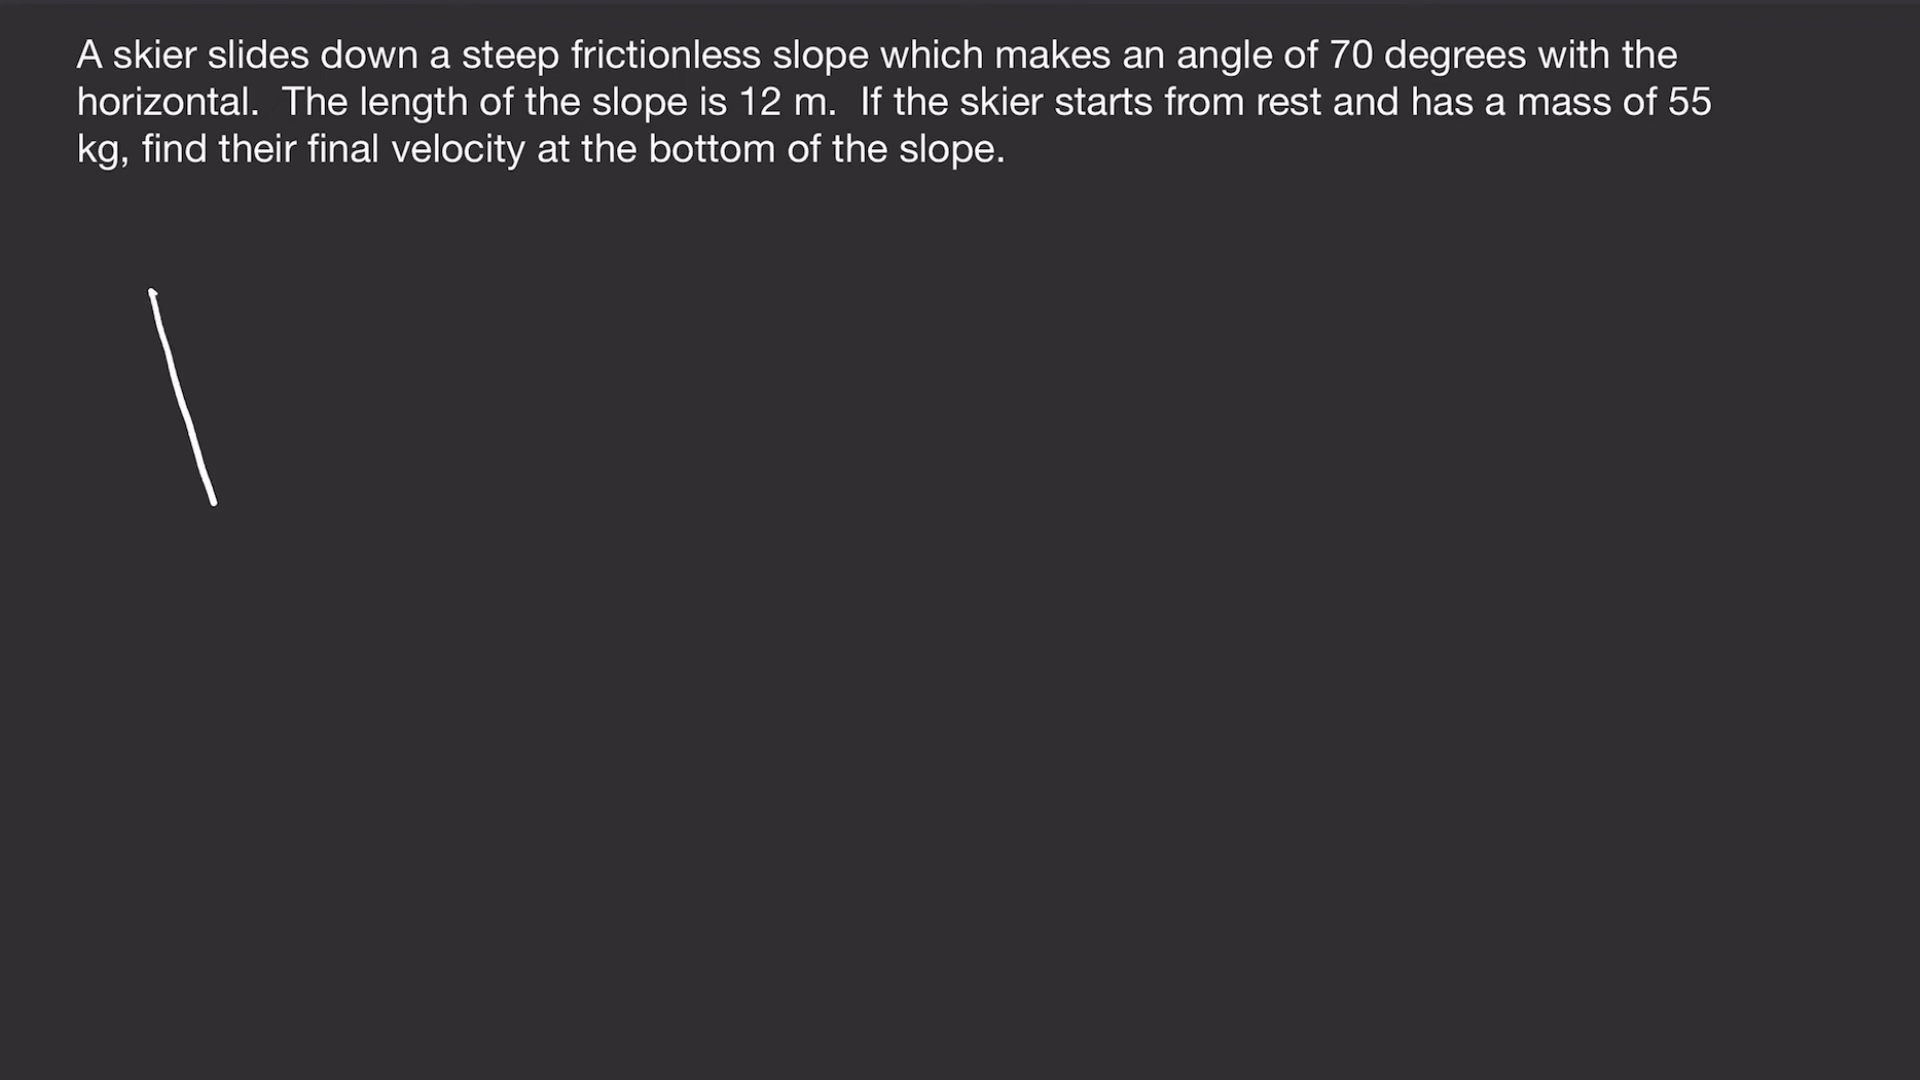 A skier slides down a steep frictionless slope which makes an angle of 70 degrees with the
horizontal.  The length of the slope is 12 m.  If the skier starts from rest and has a mass of 55
kg, find their final velocity at the bottom of the slope.